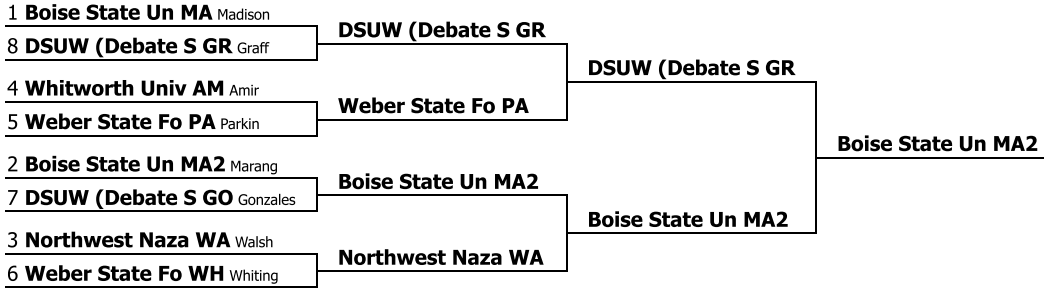 1 Boise State Un MA Madison
8 DSUW (Debate S GR Graff
4 Whitworth Univ AM Amir
5 Weber State Fo PA Parkin
2 Boise State Un MA2 Marang
7 DSUW (Debate S GO Gonzales
3 Northwest Naza WA Walsh
6 Weber State Fo WH Whiting
DSUW (Debate S GR
Weber State Fo PA
Boise State Un MA2
Northwest Naza WA
DSUW (Debate S GR
Boise State Un MA2
Boise State Un MA2